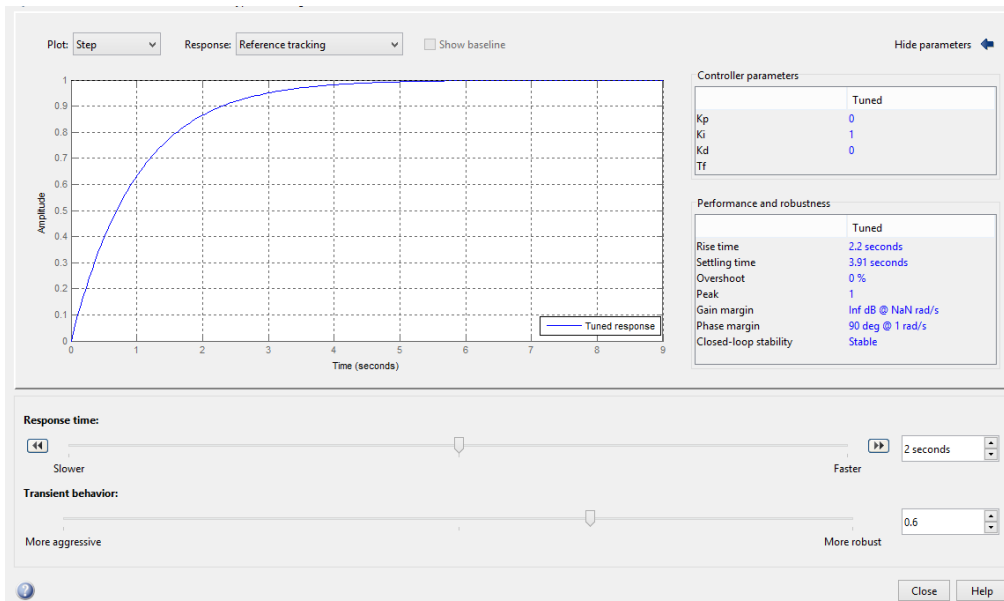 Plot: Step Response: Reference tracking Show baseline Hide parameters
1
0.9
0.8
0.7
0.6
0.5
0.4
0.3
0.2
0.1
0
Amplitude
0 1 2 3 4 5 6 7 8 9
Time (seconds)
Tuned response
Controller parameters
Tuned
Kp 0
Ki 1
Kd 0
Tf
Performance and robustness
Tuned
Rise time 2.2 seconds
Settling time 3.91 seconds
Overshoot 0 %
Peak 1
Gain margin Inf dB @ NaN rad/s
Phase margin 90 deg @ 1 rad/s
Closed-loop stability Stable
Response time:
2 seconds
Slower Faster
Transient behavior:
0.6
More aggressive More robust
Close Help